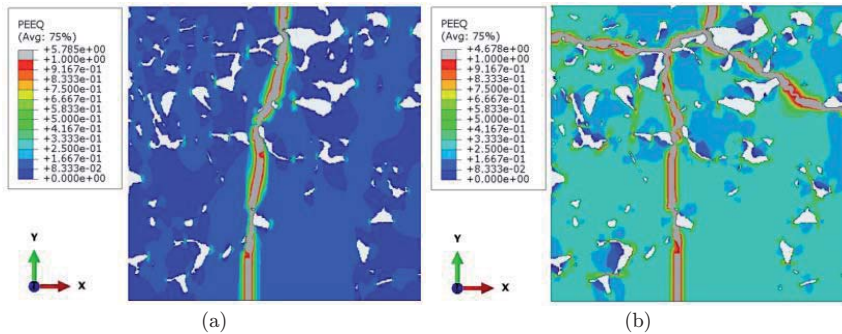 PEEQ
(Avg: 75%)
+5.785e+00
+1.000e+00
+9.167e-01
+8.333e-01
+7.500e-01
+6.667e-01
+5.833e-01
+5.000e-01
+4.167e-01
+3.333e-01
+2.500e-01
+1.667e-01
+8.333e-02
+0.000e+00
Y
X
(a)
PEEQ
(Avg: 75%)
+4.678e+00
+1.000e+00
+9.167e-01
+8.333e-01
+7.500e-01
+6.667e-01
+5.833e-01
+5.000e-01
+4.167e-01
+3.333e-01
+2.500e-01
+1.667e-01
+8.333e-02
+0.000e+00
Y
X
(b)